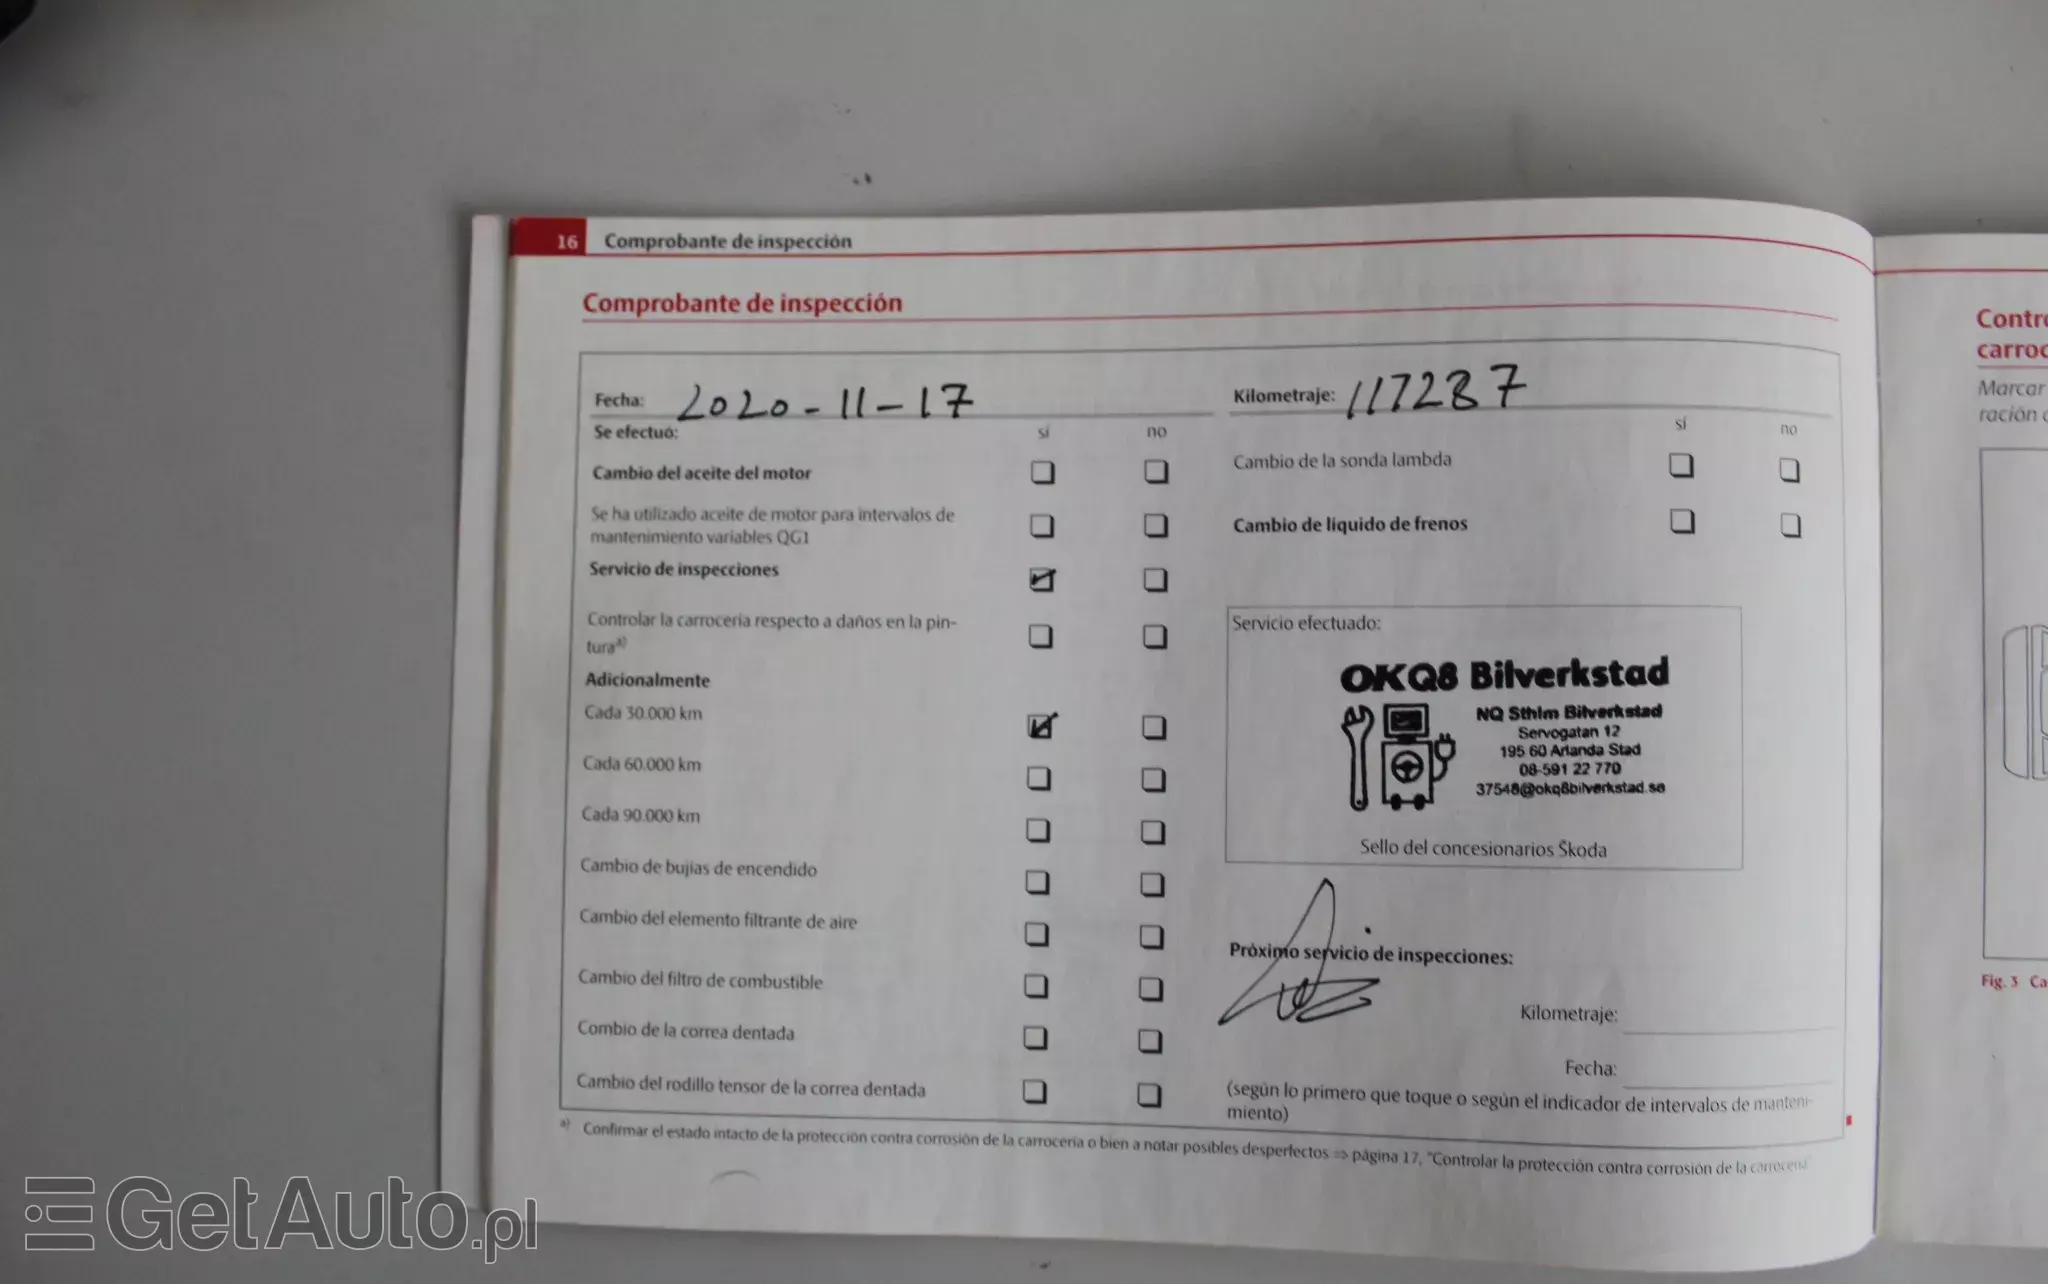 16 Comprobante de inspección
Comprobante de inspección
Fecha: 2020-11-17
Se efectuó: sí no
Cambio del aceite del motor
Se ha utilizado aceite de motor para intervalos de
mantenimiento variables QG1
Servicio de inspecciones
Controlar la carrocería respecto a daños en la pin-
tura a)
Adicionalmente
Cada 30.000 km
Cada 60.000 km
Cada 90.000 km
Cambio de bujías de encendido
Cambio del elemento filtrante de aire
Cambio del filtro de combustible
Combio de la correa dentada
Cambio del rodillo tensor de la correa dentada
Kilometraje: 117287
sí no
Cambio de la sonda lambda
Cambio de líquido de frenos
Servicio efectuado:
OKQ8 Bilverkstad
NQ Sthlm Bilverkstad
Servogatan 12
195 60 Arlanda Stad
08-591 22 770
37548@okq8bilverkstad.se
Sello del concesionarios Škoda
Próximo servicio de inspecciones:
Kilometraje:
Fecha:
(según lo primero que toque o según el indicador de intervalos de manteni-
miento)
a) Confirmar el estado intacto de la protección contra corrosión de la carrocería o bien a notar posibles desperfectos ⇒ página 17, "Controlar la protección contra corrosión de la carrocería"
Contro
carroc
Marcar
ración
Fig. 3 Ca
GetAuto.pl